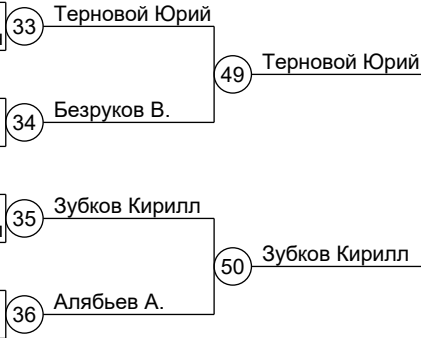 33 Терновой Юрий
49 Терновой Юрий
34 Безруков В.
35 Зубков Кирилл
50 Зубков Кирилл
36 Алябьев А.